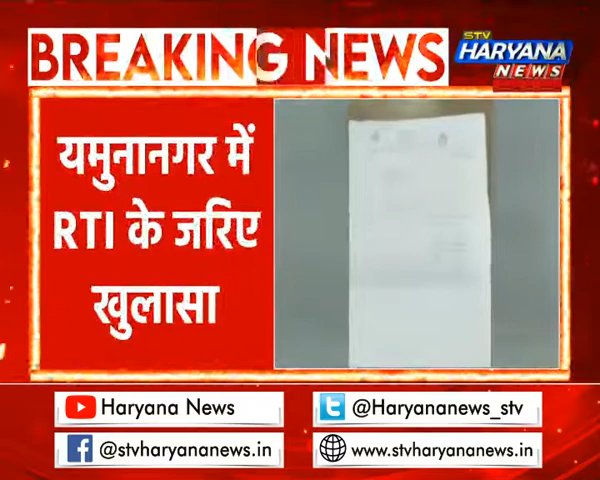 BREAKING NEWS
STV
HARYANA
NEWS
यमुनानगर में
RTI के जरिए
खुलासा
Haryana News
@Haryananews_stv
@stvharyananews.in
www.stvharyananews.in